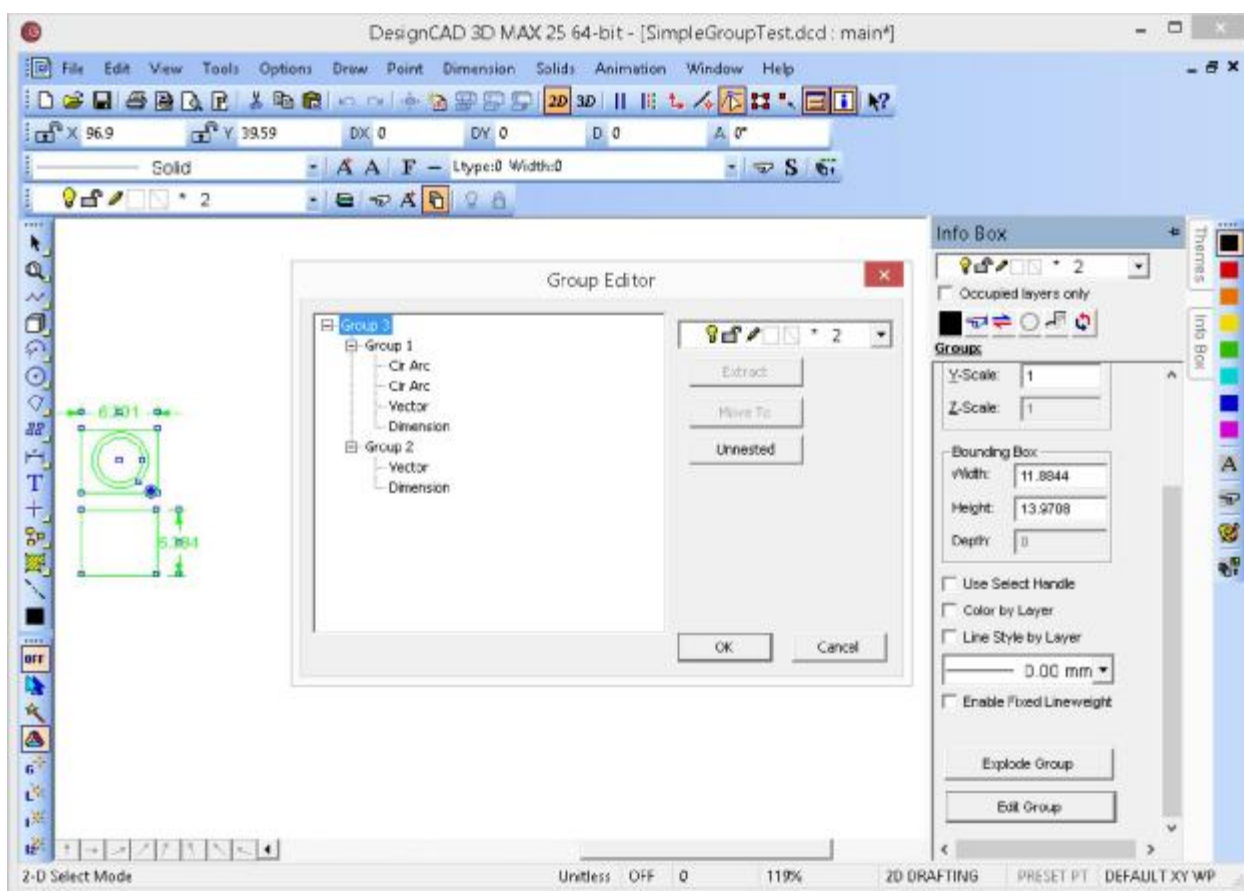 DesignCAD 3D MAX 25 64-bit - [SimpleGroupTest.dcd : main*]
File Edit View Tools Options Draw Point Dimension Solids Animation Window Help
2D 3D
X 96.9 Y 39.59 DX 0 DY 0 D 0 A 0°
Solid A A F Ltype:0 Width:0 S
* 2 A
Info Box
* 2
Occupied layers only
Themes
Info Box
Group:
Y-Scale: 1
Z-Scale: 1
Bounding Box
Width: 11.8844
Height: 13.9708
Depth: 0
Use Select Handle
Color by Layer
Line Style by Layer
0.00 mm
Enable Fixed Lineweight
Explode Group
Edit Group
Group Editor
Group 3
Group 1
Cir Arc
Cir Arc
Vector
Dimension
Group 2
Vector
Dimension
* 2
Extract
Move To
Unnested
OK Cancel
T
OFF
G
L
I
A
2-D Select Mode Unitless OFF 0 119% 2D DRAFTING PRESET PT DEFAULT XY WP